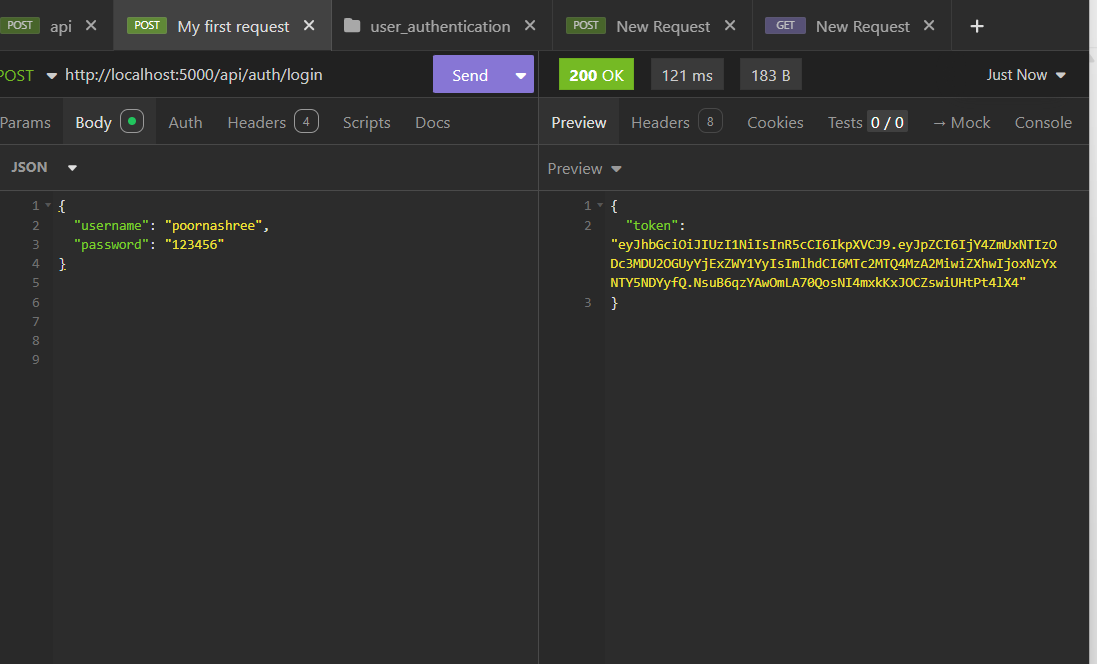 POST api × POST My first request × user_authentication × POST New Request × GET New Request × +
POST http://localhost:5000/api/auth/login Send 200 OK 121 ms 183 B Just Now
Params Body Auth Headers 4 Scripts Docs Preview Headers 8 Cookies Tests 0 / 0 → Mock Console
JSON Preview
1 {
2 "username": "poornashree",
3 "password": "123456"
4 }
5
6
7
8
9
1 {
2 "token":
"eyJhbGciOiJIUzI1NiIsInR5cCI6IkpXVCJ9.eyJpZCI6IjY4ZmUxNTIzO
Dc3MDU2OGUyYjExZWY1YyIsImlhdCI6MTc2MTQ4MzA2MiwiZXhwIjoxNzYx
NTY5NDYyfQ.NsuB6qzYAwOmLA70QosNI4mxkKxJOCZswiUHtPt4lX4"
3 }